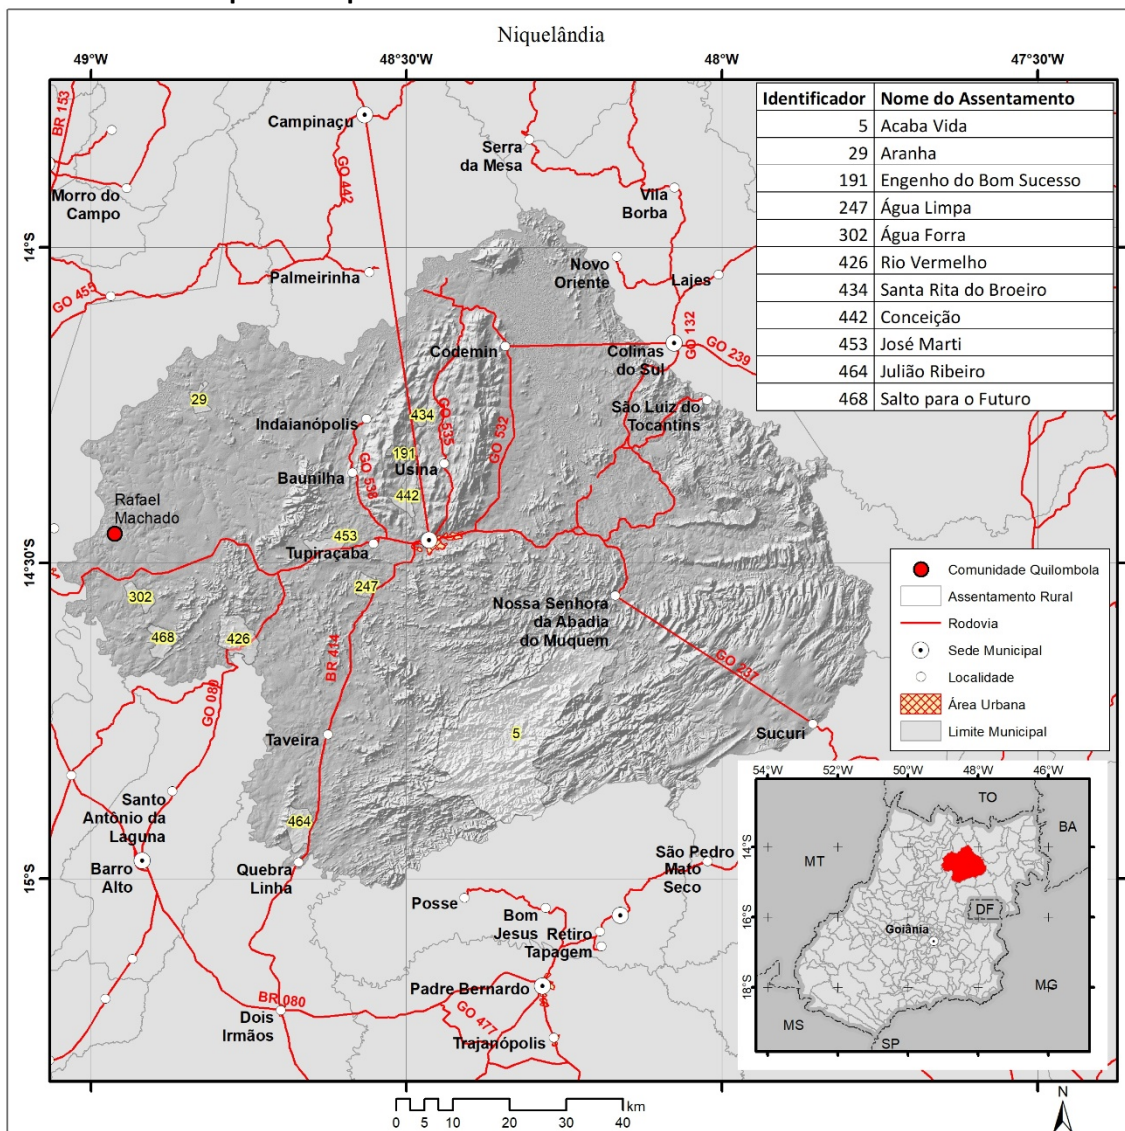 Niquelândia
49°W
48°30'W
48°W
47°30'W
Identificador Nome do Assentamento
5 Acaba Vida
29 Aranha
191 Engenho do Bom Sucesso
247 Água Limpa
302 Água Forra
426 Rio Vermelho
434 Santa Rita do Broeiro
442 Conceição
453 José Marti
464 Julião Ribeiro
468 Salto para o Futuro
BR 153
Campinaçu
Serra
da Mesa
GO 442
Morro do
Campo
Vila
Borba
14°S
Novo
Oriente
Lajes
Palmeirinha
GO 455
GO 132
GO 239
Codemin
Colinas
do Sul
29
434
GO 535
São Luiz do
Tocantins
Indaianópolis
GO 532
191
Usina
Baunilha
GO 538
442
Rafael
Machado
453
Tupiraçaba
14°30'S
247
302
Nossa Senhora
da Abadia
do Muquem
468
426
BR 414
GO 237
GO 080
Taveira
5
Sucuri
Comunidade Quilombola
Assentamento Rural
Rodovia
Sede Municipal
Localidade
Área Urbana
Limite Municipal
Santo
Antônio da
Laguna
464
Barro
Alto
Quebra
Linha
15°S
São Pedro
Mato
Seco
Posse
Bom
Jesus
Retiro
Tapagem
Padre Bernardo
BR 080
GO 477
Dois
Irmãos
Trajanópolis
54°W
52°W
50°W
48°W
46°W
TO
BA
14°S
MT
16°S
DF
Goiânia
18°S
MG
MS
SP
km
0 5 10 20 30 40
N